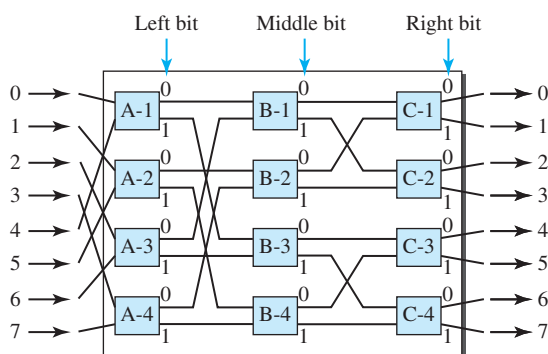 Left bit Middle bit Right bit
0 0 0 0 0
A-1 B-1 C-1
1 1 1 1 1
0 0 0
2 A-2 B-2 C-2 2
3 1 1 1 3
0 0 0
4 A-3 B-3 C-3 4
5 1 1 1 5
0 0 0
6 A-4 B-4 C-4 6
7 1 1 1 7